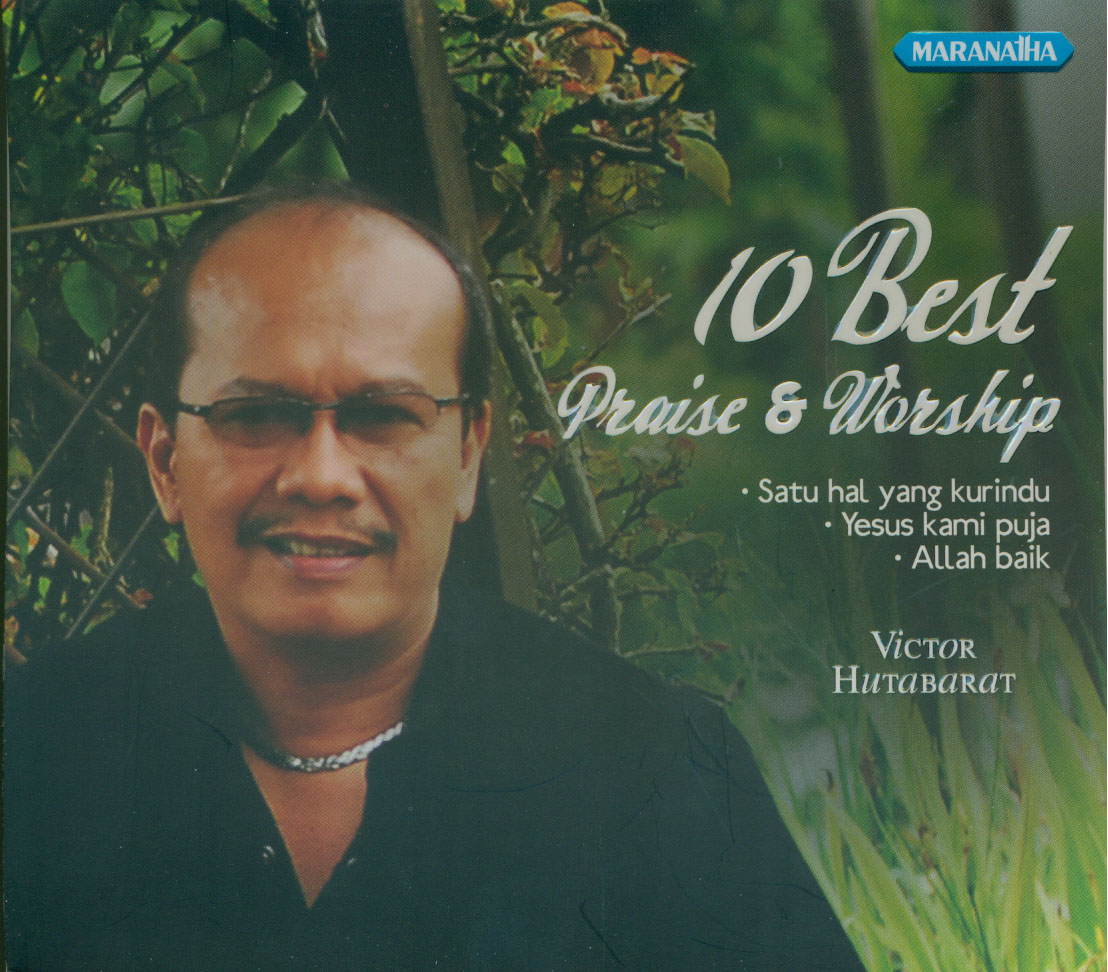 MARANATHA
10 Best
Praise & Worship
• Satu hal yang kurindu
• Yesus kami puja
• Allah baik
Victor
Hutabarat